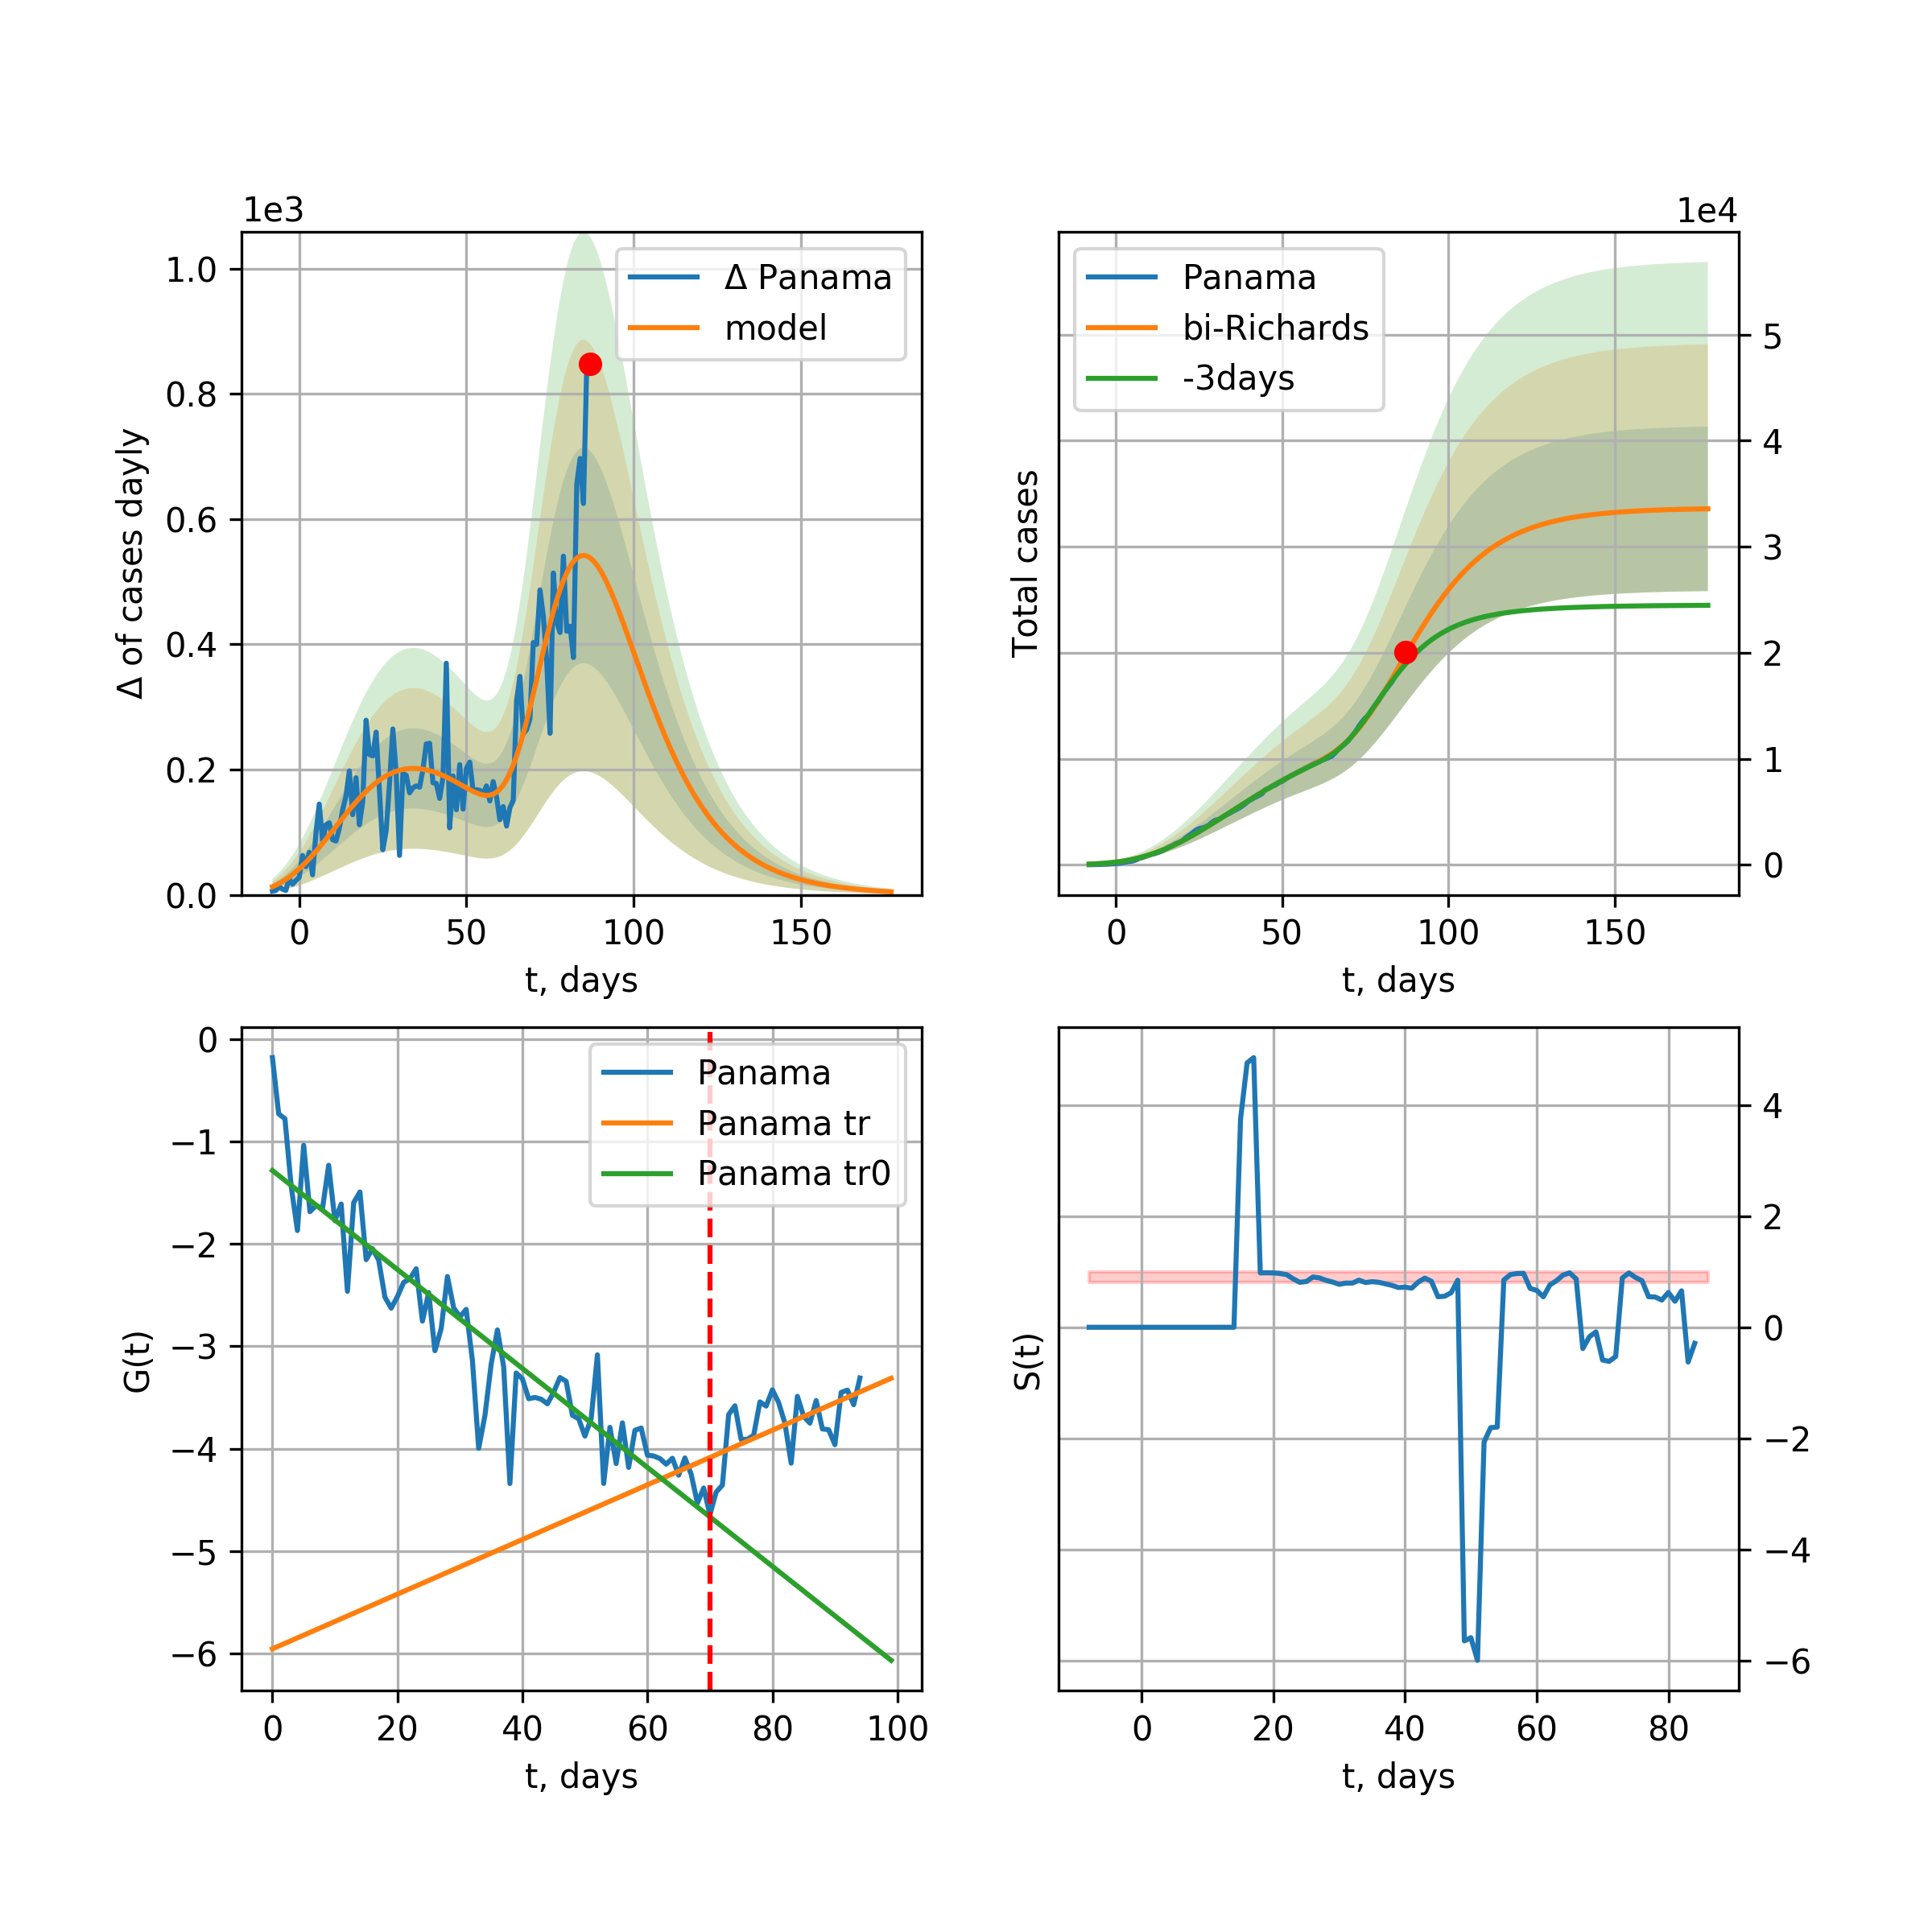 1e3
1.0
0.8
0.6
0.4
0.2
0.0
Δ of cases dayly
Δ Panama
model
0 50 100 150
t, days
1e4
Panama
bi-Richards
-3days
Total cases
5
4
3
2
1
0
0 50 100 150
t, days
0
−1
−2
−3
−4
−5
−6
G(t)
Panama
Panama tr
Panama tr0
0 20 40 60 80 100
t, days
S(t)
4
2
0
−2
−4
−6
0 20 40 60 80
t, days